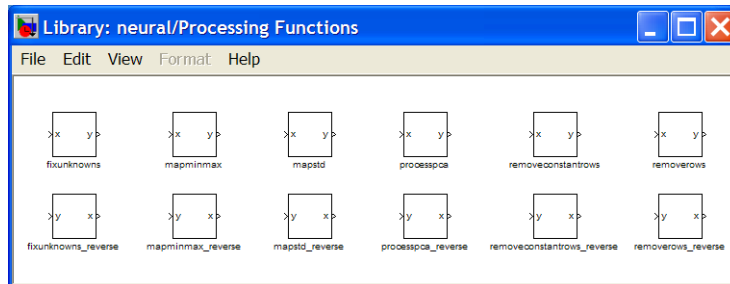 Library: neural/Processing Functions
File Edit View Format Help
x y x y x y x y x y x y
fixunknowns mapminmax mapstd processpca removeconstantrows removerows
y x y x y x y x y x y x
fixunknowns_reverse mapminmax_reverse mapstd_reverse processpca_reverse removeconstantrows_reverse removerows_reverse